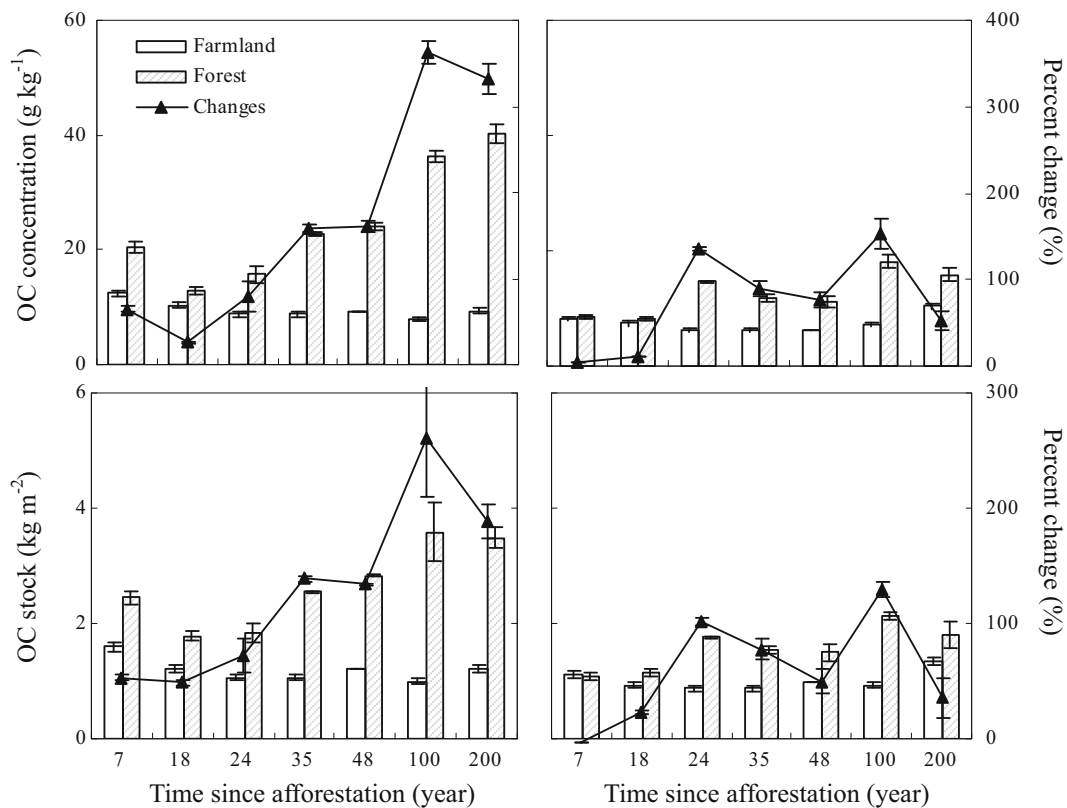 60
40
20
0
OC concentration (g kg⁻¹)
Farmland
Forest
Changes
400
300
200
100
0
Percent change (%)
6
4
2
0
OC stock (kg m⁻²)
300
200
100
0
Percent change (%)
7 18 24 35 48 100 200
Time since afforestation (year)
7 18 24 35 48 100 200
Time since afforestation (year)